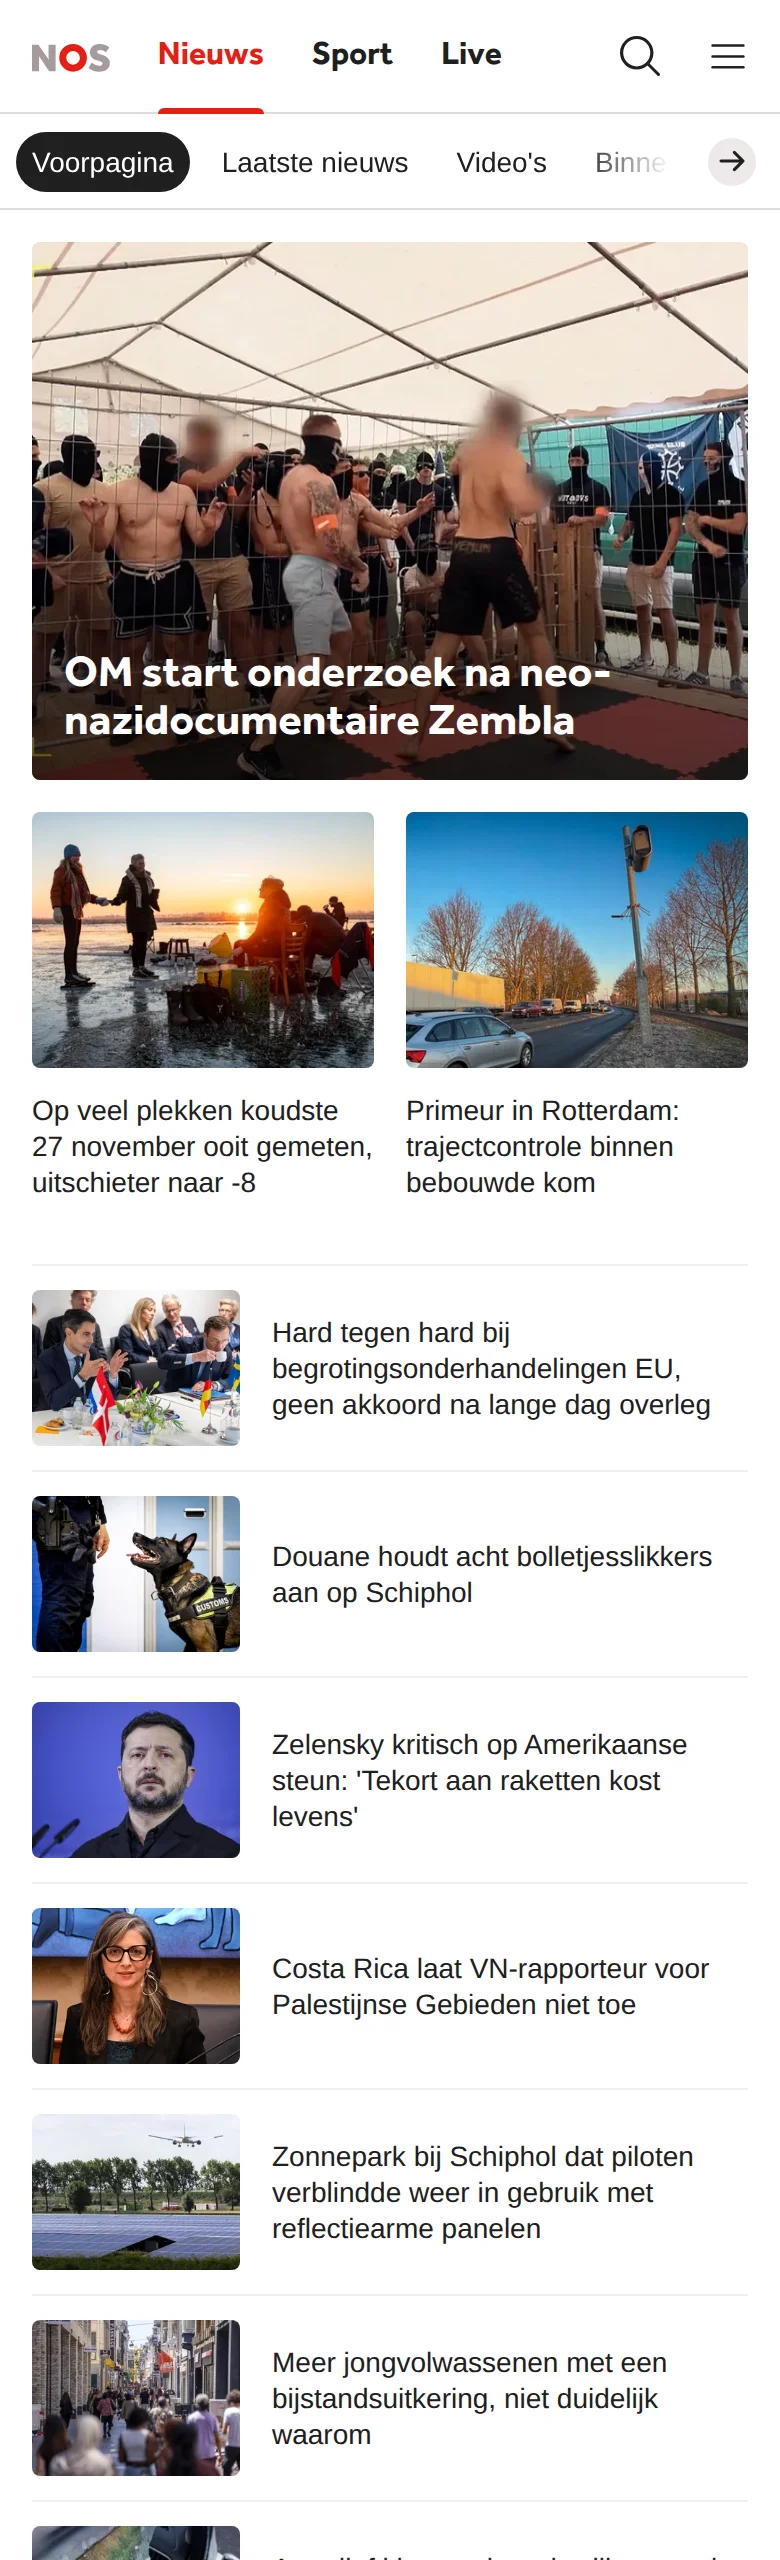 NOS
Nieuws
Sport
Live
Voorpagina
Laatste nieuws
Video's
Binne
OM start onderzoek na neo-
nazidocumentaire Zembla
Op veel plekken koudste
27 november ooit gemeten,
uitschieter naar -8
Primeur in Rotterdam:
trajectcontrole binnen
bebouwde kom
Hard tegen hard bij
begrotingsonderhandelingen EU,
geen akkoord na lange dag overleg
CUSTOMS
Douane houdt acht bolletjesslikkers
aan op Schiphol
Zelensky kritisch op Amerikaanse
steun: 'Tekort aan raketten kost
levens'
Costa Rica laat VN-rapporteur voor
Palestijnse Gebieden niet toe
Zonnepark bij Schiphol dat piloten
verblindde weer in gebruik met
reflectiearme panelen
Meer jongvolwassenen met een
bijstandsuitkering, niet duidelijk
waarom